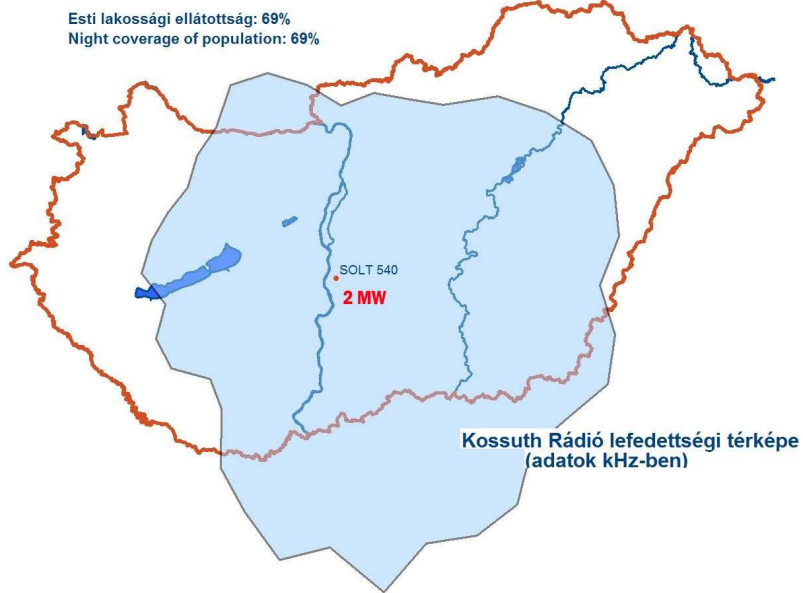 Esti lakossági ellátottság: 69%
Night coverage of population: 69%
SOLT 540
2 MW
Kossuth Rádió lefedettségi térképe
(adatok kHz-ben)